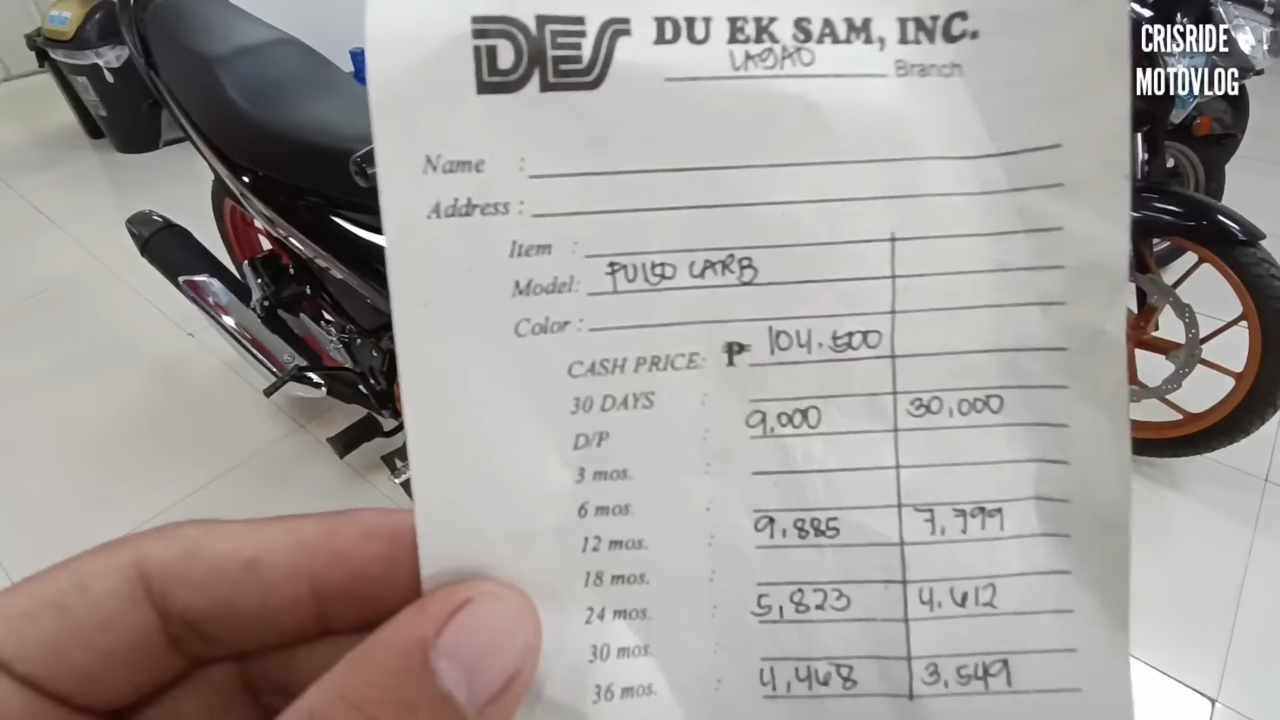 DES DU EK SAM, INC.
LAGAO Branch
CRISRIDE
MOTOVLOG
Name :
Address :
Item :
Model: FU150 CARB
Color :
CASH PRICE: ₱ 104.500
30 DAYS :
D/P : 9,000 30,000
3 mos. :
6 mos. :
12 mos. : 9,885 7,799
18 mos. :
24 mos. : 5,823 4,612
30 mos. :
36 mos. : 4,468 3,549